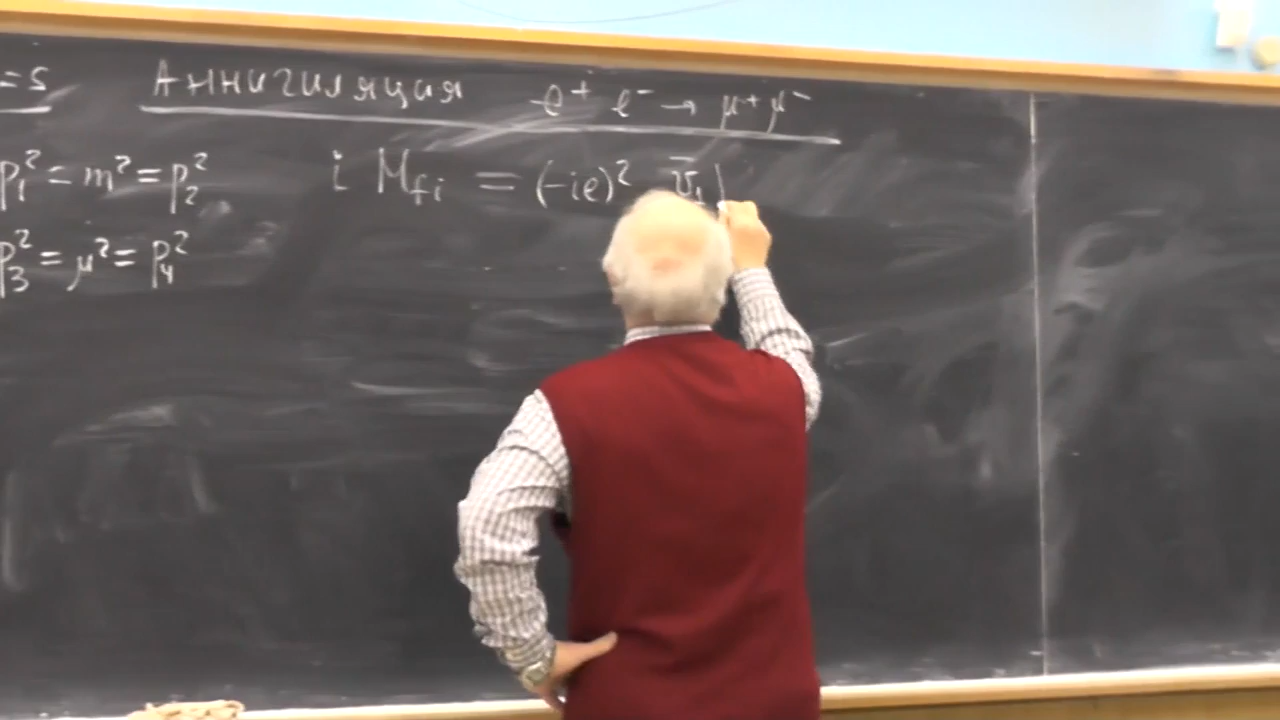 =s
Аннигиляция e⁺ e⁻ → μ⁺ μ⁻
p₁² = m² = p₂²
i M_fi = (-ie)² v̄₁
p₃² = μ² = p₄²